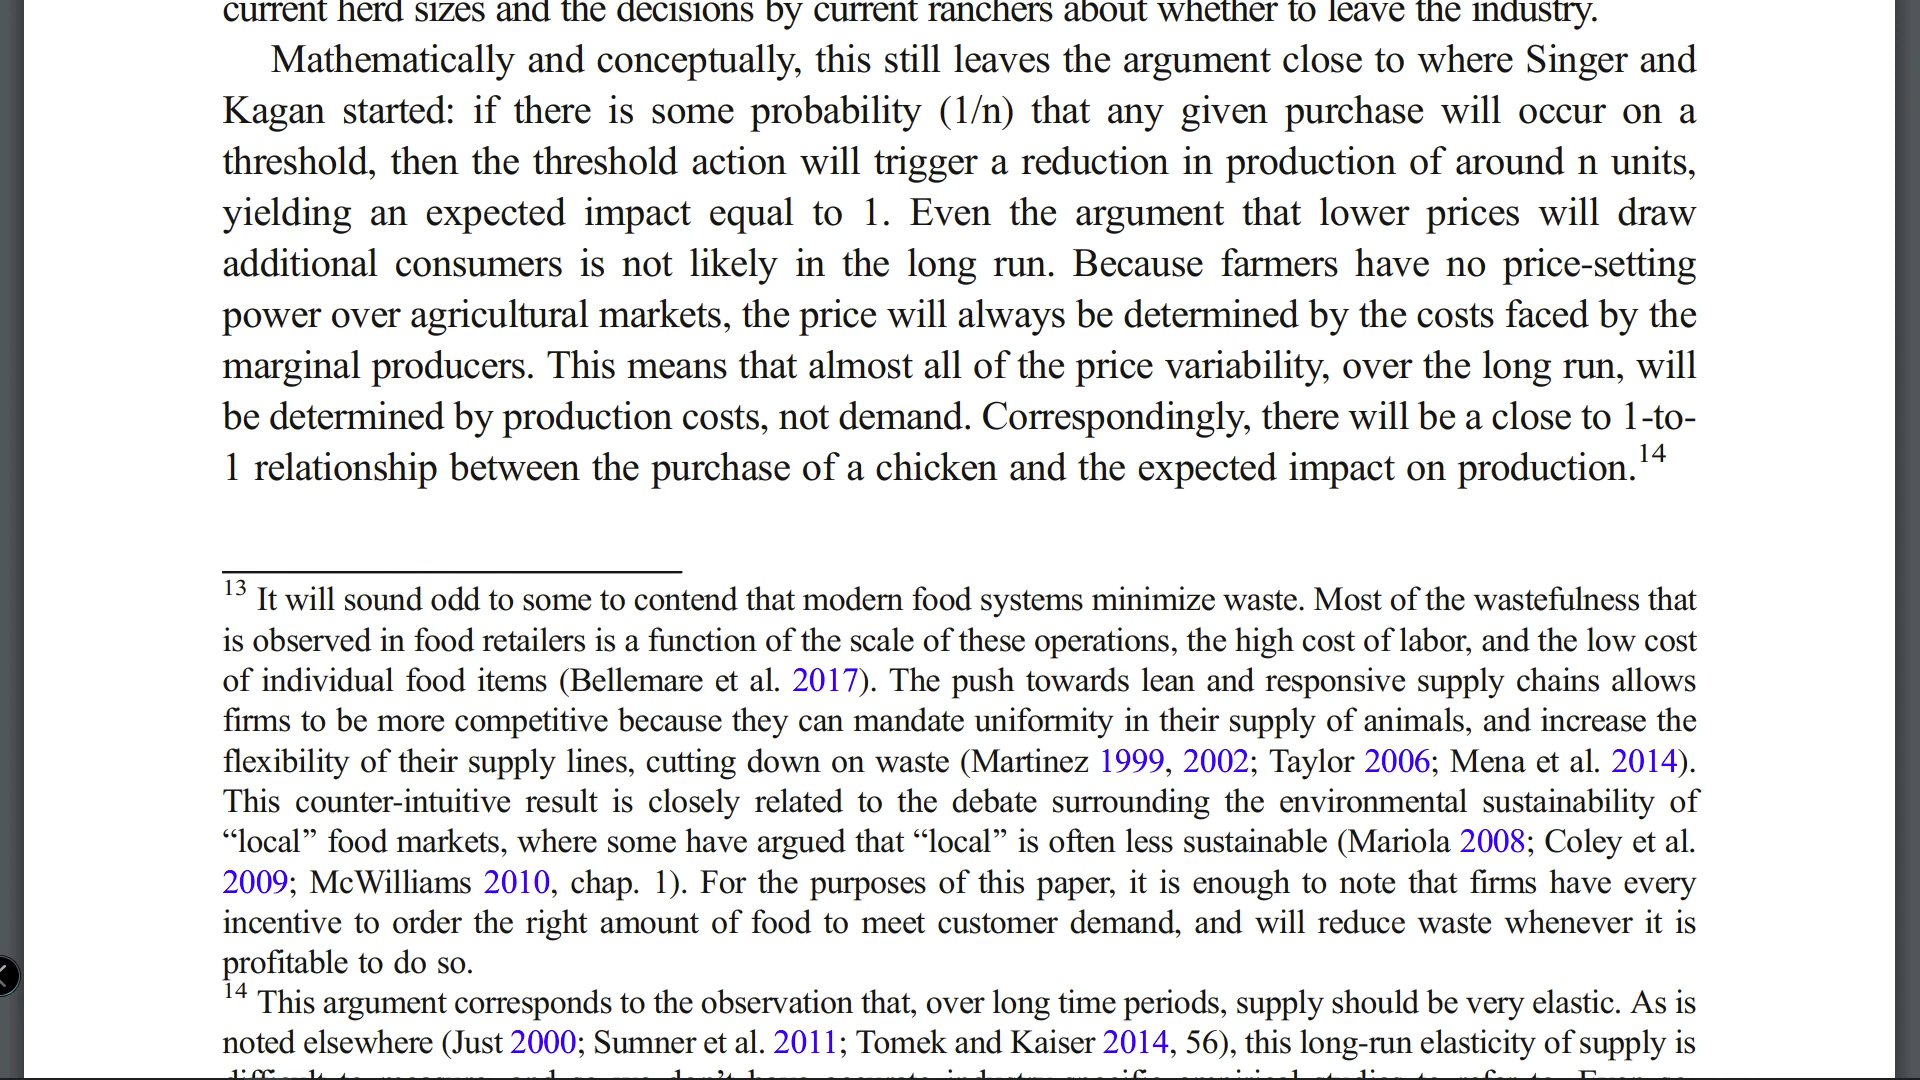 current herd sizes and the decisions by current ranchers about whether to leave the industry.
Mathematically and conceptually, this still leaves the argument close to where Singer and
Kagan started: if there is some probability (1/n) that any given purchase will occur on a
threshold, then the threshold action will trigger a reduction in production of around n units,
yielding an expected impact equal to 1. Even the argument that lower prices will draw
additional consumers is not likely in the long run. Because farmers have no price-setting
power over agricultural markets, the price will always be determined by the costs faced by the
marginal producers. This means that almost all of the price variability, over the long run, will
be determined by production costs, not demand. Correspondingly, there will be a close to 1-to-
1 relationship between the purchase of a chicken and the expected impact on production.14
13 It will sound odd to some to contend that modern food systems minimize waste. Most of the wastefulness that
is observed in food retailers is a function of the scale of these operations, the high cost of labor, and the low cost
of individual food items (Bellemare et al. 2017). The push towards lean and responsive supply chains allows
firms to be more competitive because they can mandate uniformity in their supply of animals, and increase the
flexibility of their supply lines, cutting down on waste (Martinez 1999, 2002; Taylor 2006; Mena et al. 2014).
This counter-intuitive result is closely related to the debate surrounding the environmental sustainability of
“local” food markets, where some have argued that “local” is often less sustainable (Mariola 2008; Coley et al.
2009; McWilliams 2010, chap. 1). For the purposes of this paper, it is enough to note that firms have every
incentive to order the right amount of food to meet customer demand, and will reduce waste whenever it is
profitable to do so.
14 This argument corresponds to the observation that, over long time periods, supply should be very elastic. As is
noted elsewhere (Just 2000; Sumner et al. 2011; Tomek and Kaiser 2014, 56), this long-run elasticity of supply is